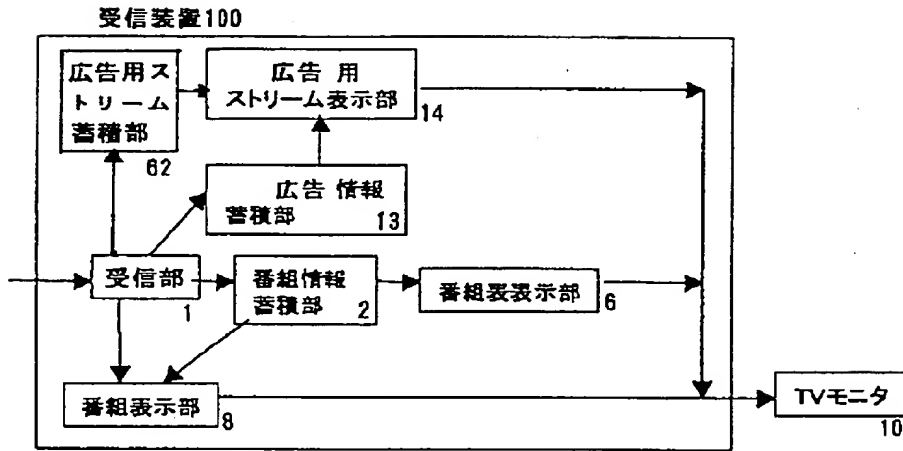 受信装置100
広告用ス
トリーム
蓄積部
62
広告 用
ストリーム表示部
14
広告 情報
蓄積部
13
受信部
1
番組情報
蓄積部
2
番組表表示部
6
番組表示部
8
TVモニタ
10